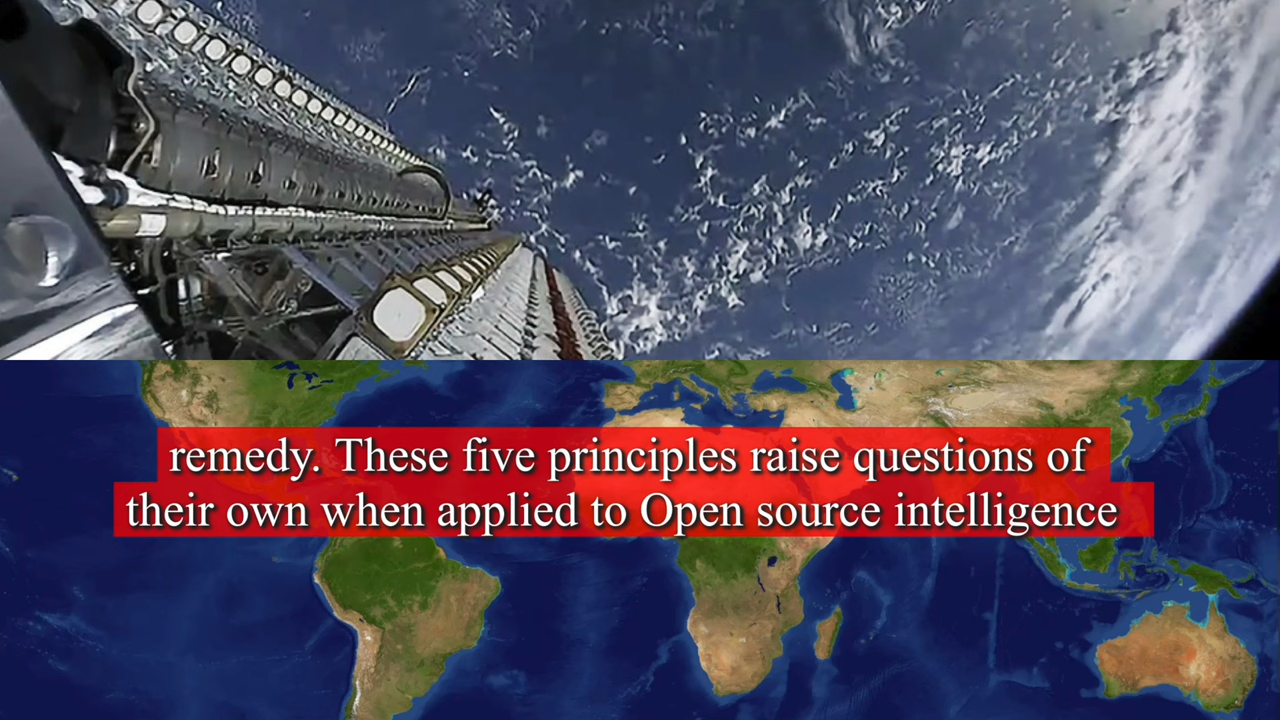 remedy. These five principles raise questions of
their own when applied to Open source intelligence